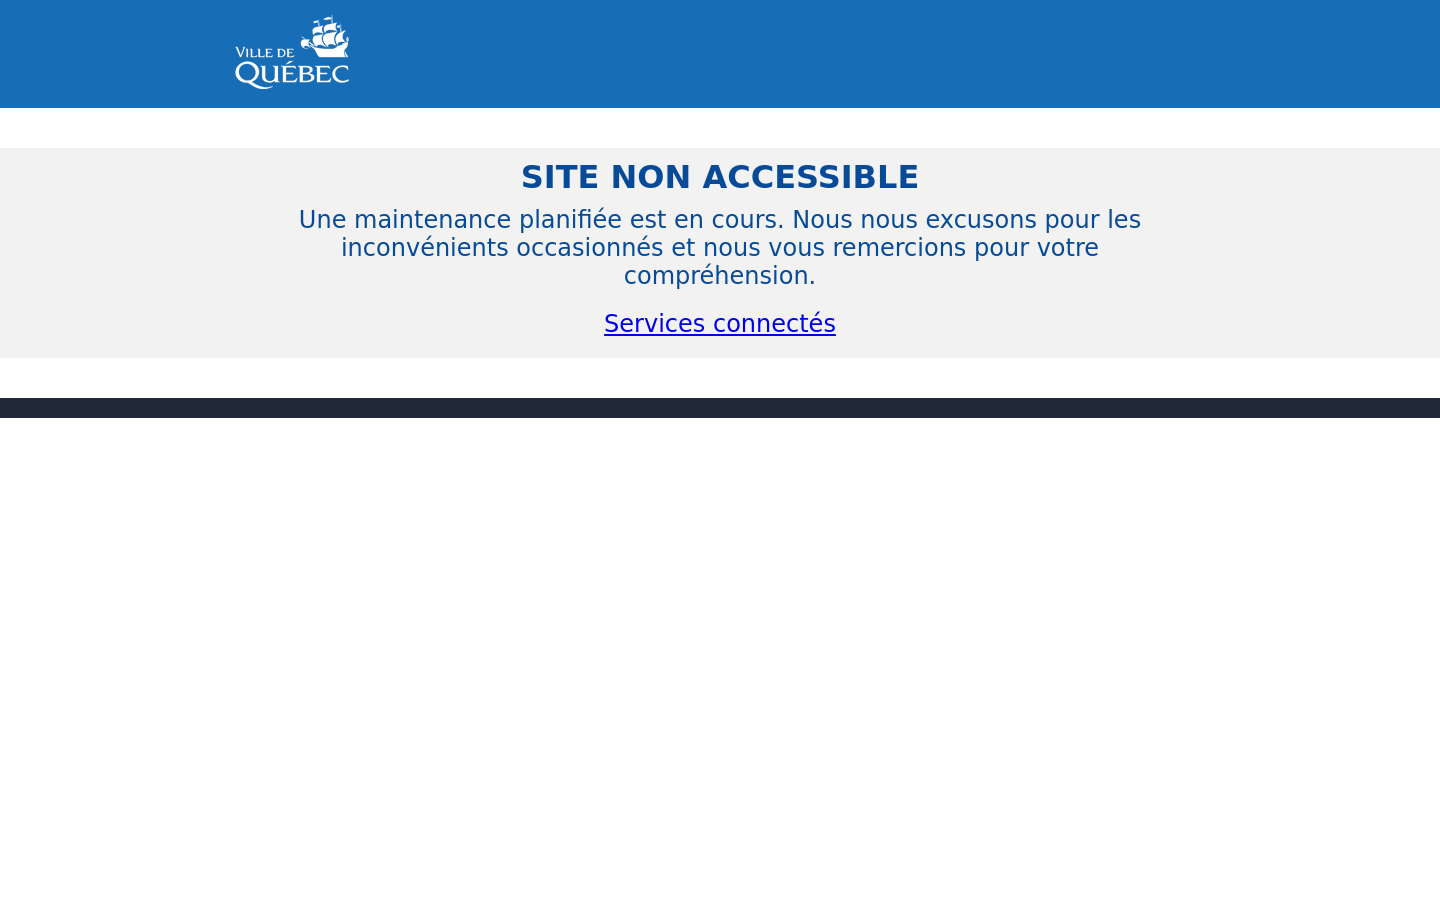 VILLE DE
QUÉBEC
SITE NON ACCESSIBLE
Une maintenance planifiée est en cours. Nous nous excusons pour les
inconvénients occasionnés et nous vous remercions pour votre
compréhension.
Services connectés